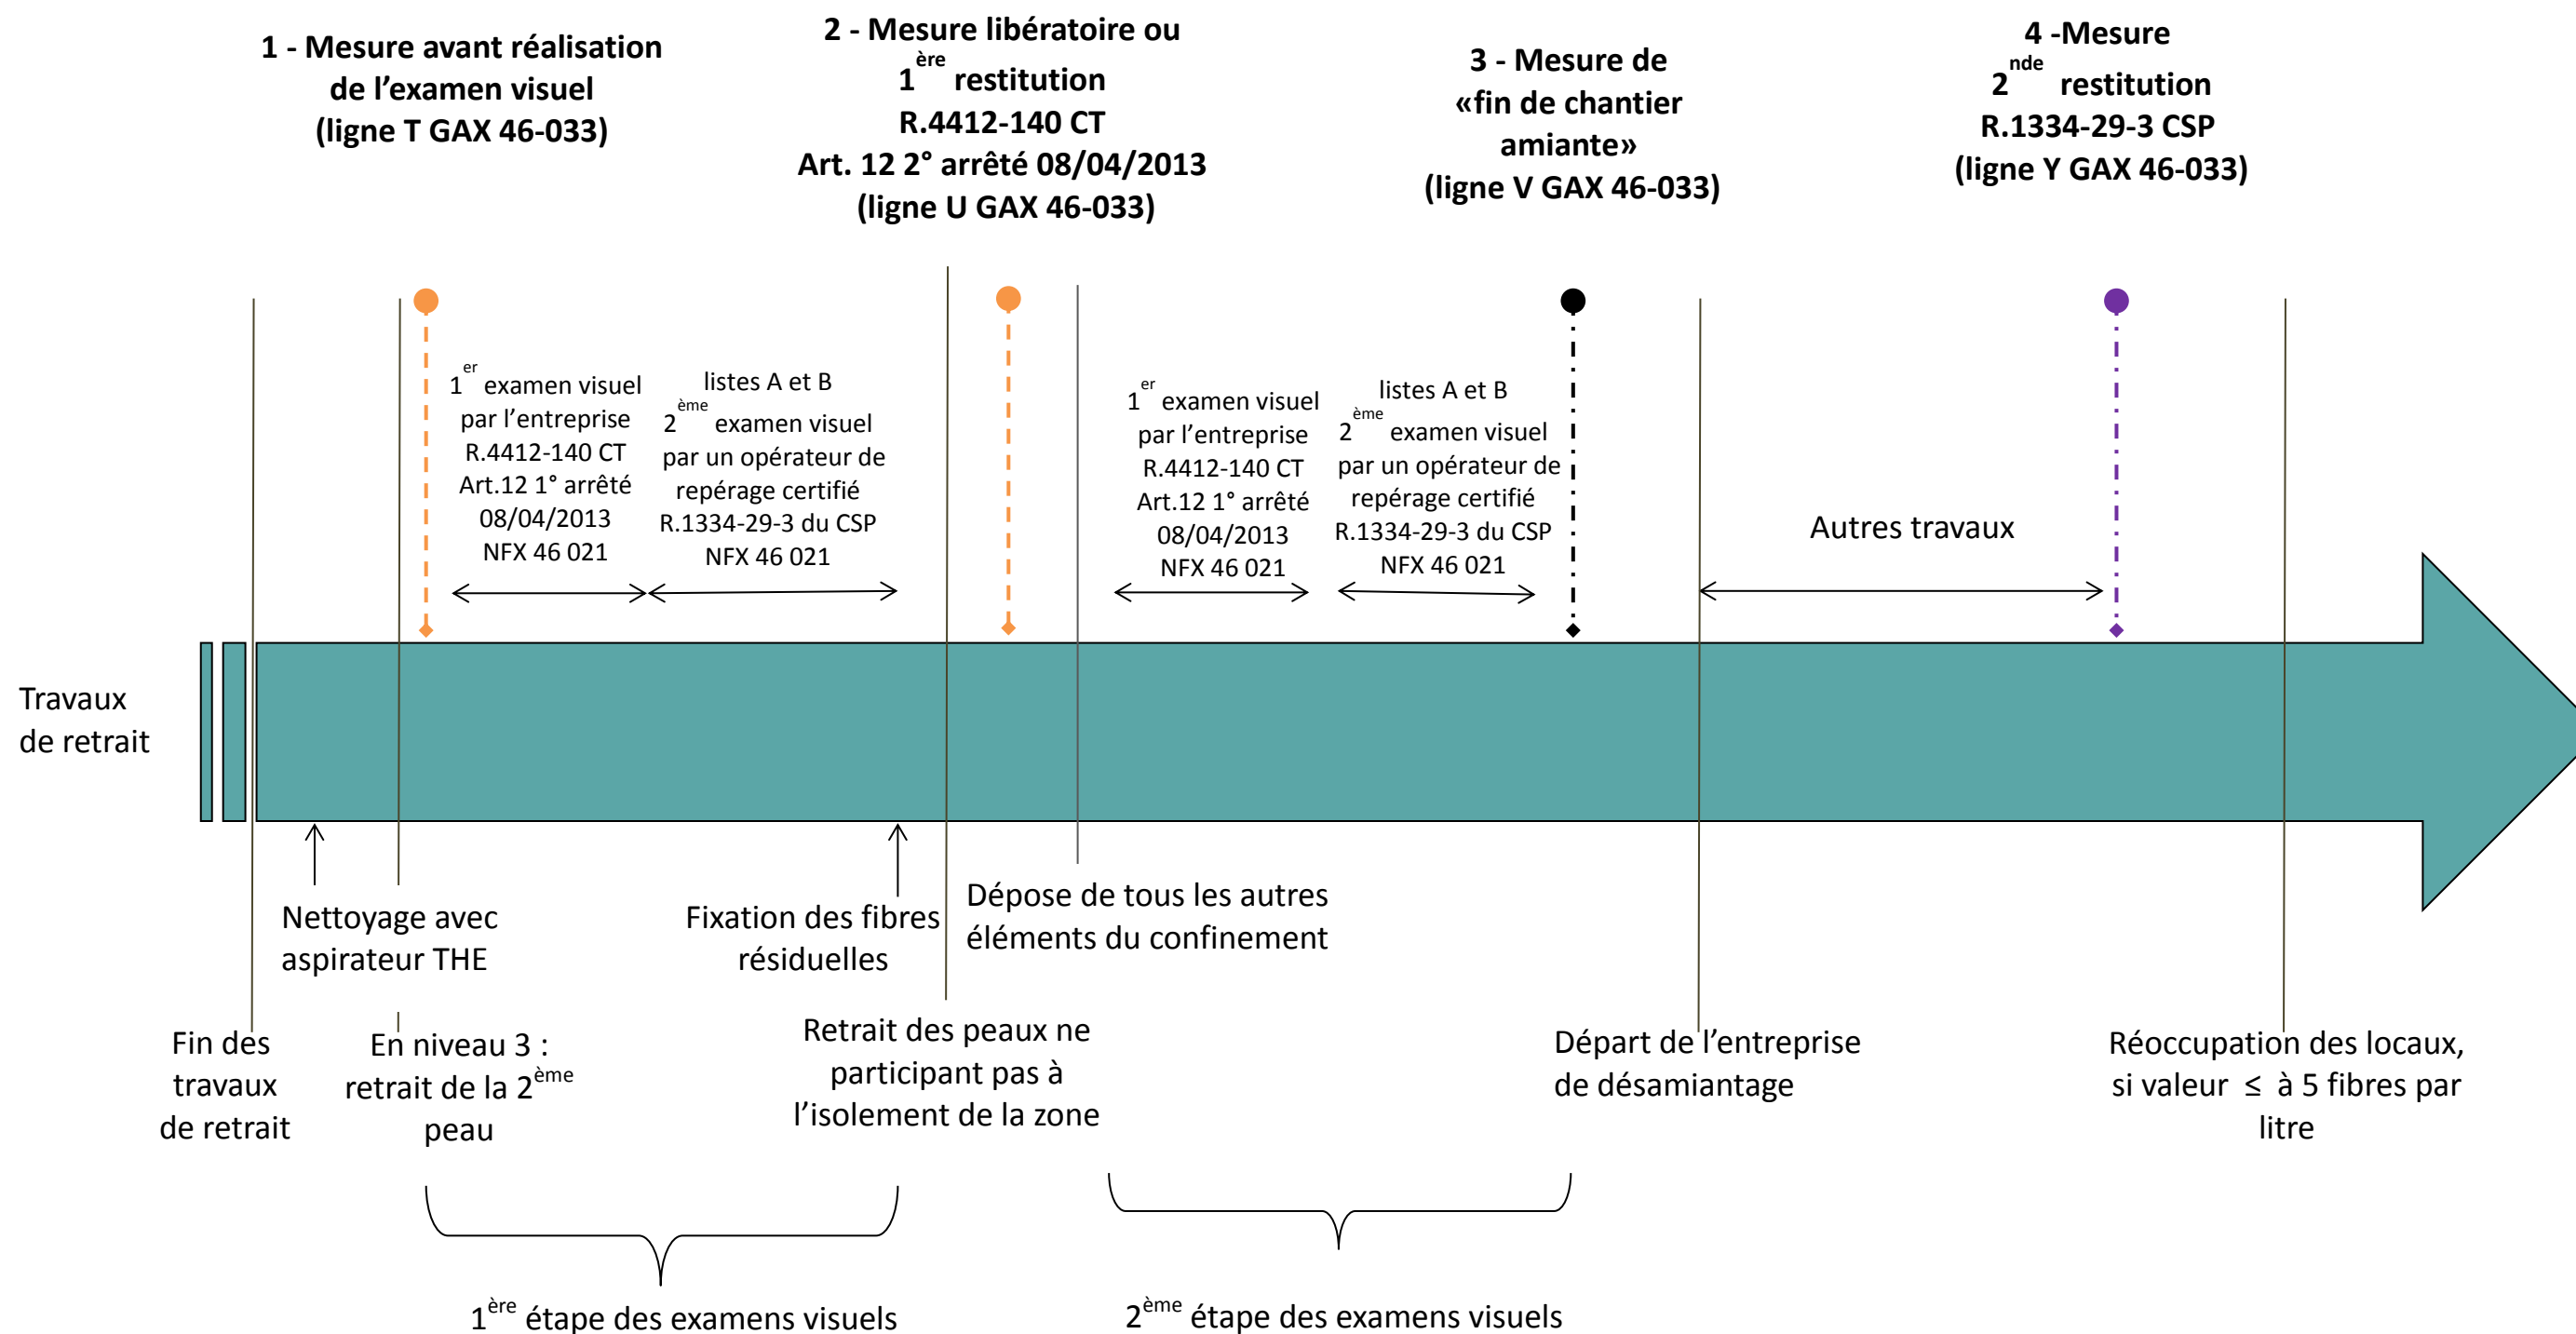 1 - Mesure avant réalisation
de l’examen visuel
(ligne T GAX 46-033)
2 - Mesure libératoire ou
1ère restitution
R.4412-140 CT
Art. 12 2° arrêté 08/04/2013
(ligne U GAX 46-033)
3 - Mesure de
«fin de chantier
amiante»
(ligne V GAX 46-033)
4 -Mesure
2nde restitution
R.1334-29-3 CSP
(ligne Y GAX 46-033)
1er examen visuel
par l’entreprise
R.4412-140 CT
Art.12 1° arrêté
08/04/2013
NFX 46 021
listes A et B
2ème examen visuel
par un opérateur de
repérage certifié
R.1334-29-3 du CSP
NFX 46 021
1er examen visuel
par l’entreprise
R.4412-140 CT
Art.12 1° arrêté
08/04/2013
NFX 46 021
listes A et B
2ème examen visuel
par un opérateur de
repérage certifié
R.1334-29-3 du CSP
NFX 46 021
Autres travaux
Travaux
de retrait
Nettoyage avec
aspirateur THE
Fixation des fibres
résiduelles
Dépose de tous les autres
éléments du confinement
Fin des
travaux
de retrait
En niveau 3 :
retrait de la 2ème
peau
Retrait des peaux ne
participant pas à
l’isolement de la zone
Départ de l’entreprise
de désamiantage
Réoccupation des locaux,
si valeur ≤ à 5 fibres par
litre
1ère étape des examens visuels
2ème étape des examens visuels